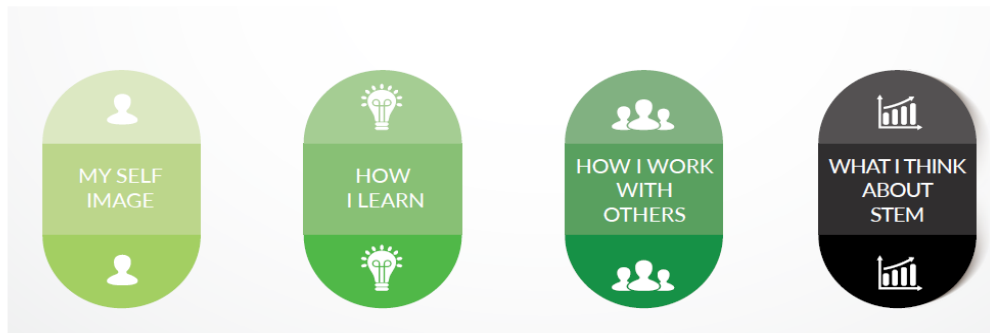 MY SELF
IMAGE
HOW
I LEARN
HOW I WORK
WITH
OTHERS
WHAT I THINK
ABOUT
STEM